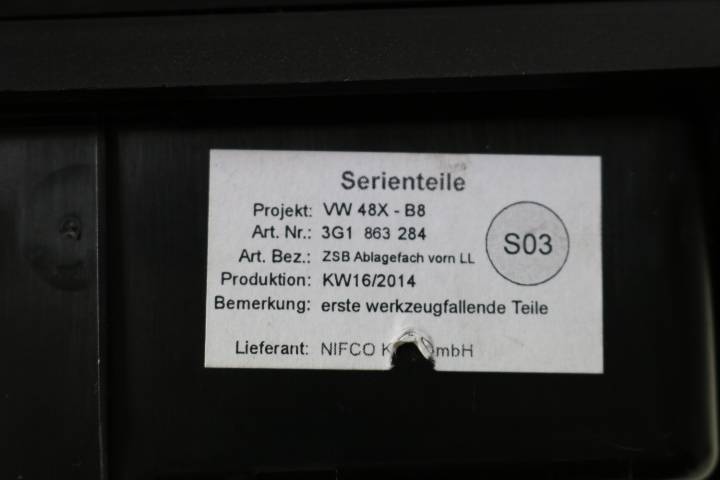 Serienteile
Projekt: VW 48X - B8
Art. Nr.: 3G1 863 284
S03
Art. Bez.: ZSB Ablagefach vorn LL
Produktion: KW16/2014
Bemerkung: erste werkzeugfallende Teile
Lieferant: NIFCO